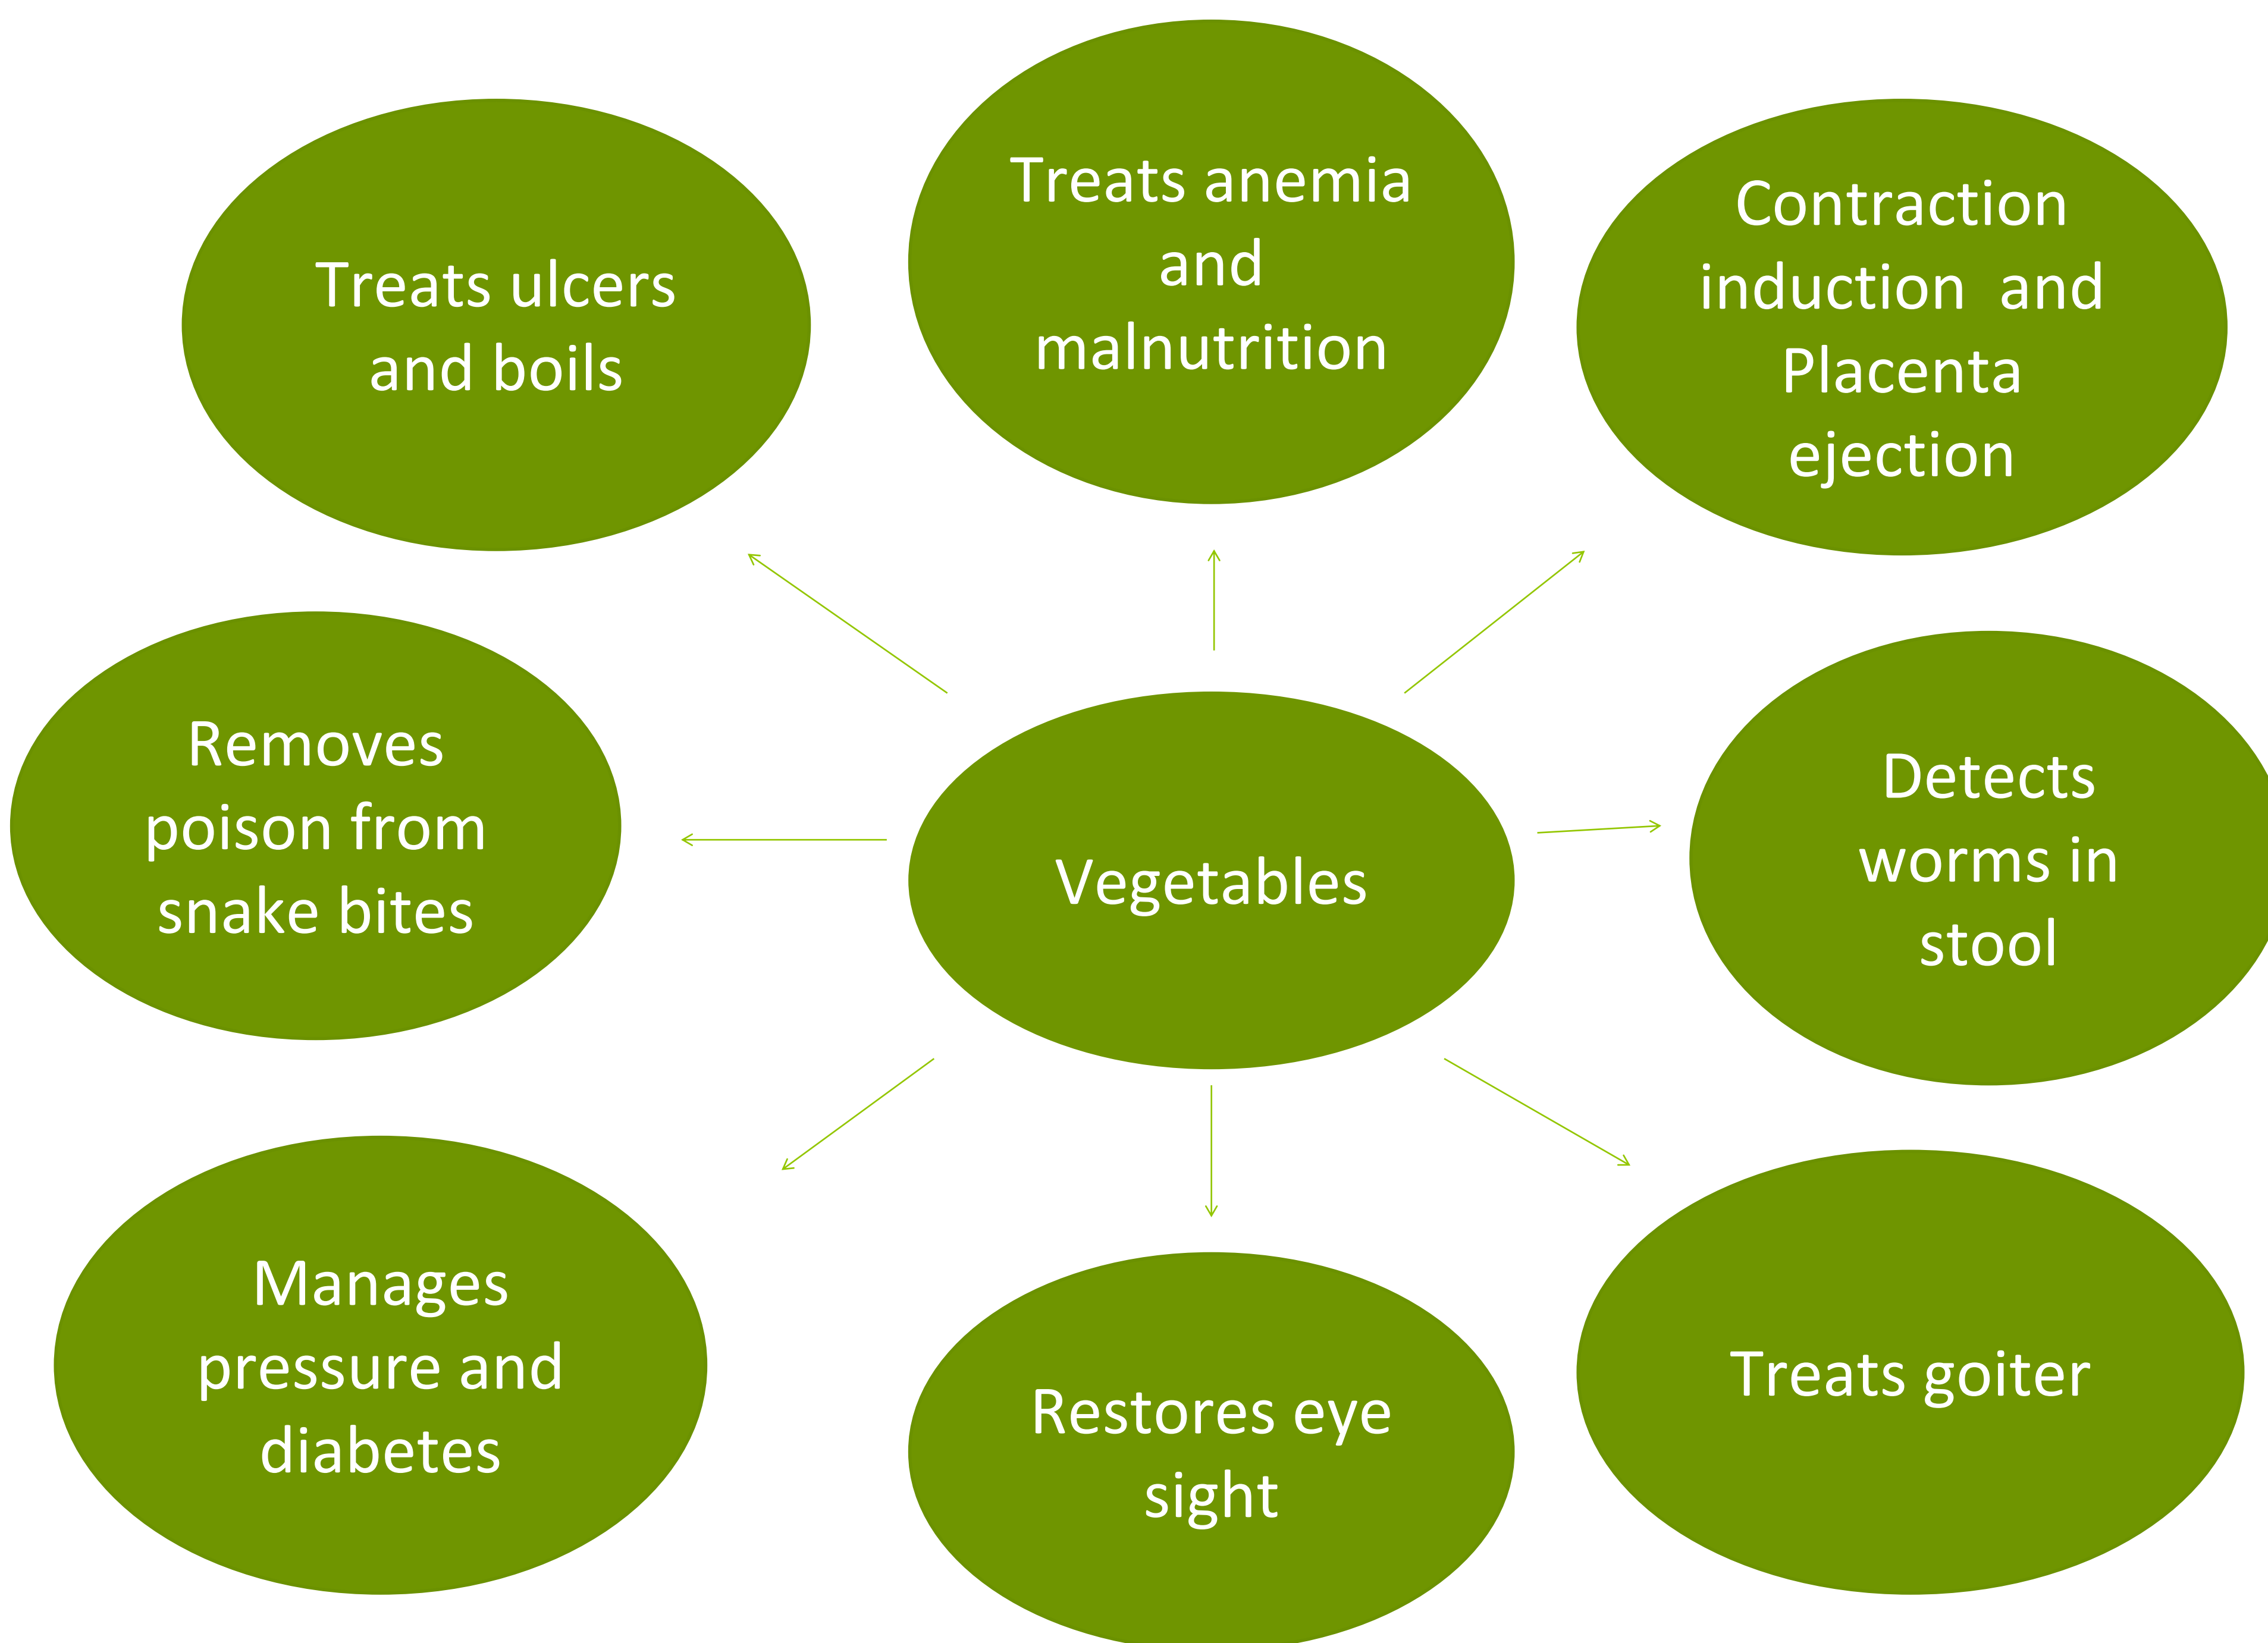 Treats ulcers
and boils
Treats anemia
and
malnutrition
Contraction
induction and
Placenta
ejection
Removes
poison from
snake bites
Vegetables
Detects
worms in
stool
Manages
pressure and
diabetes
Restores eye
sight
Treats goiter